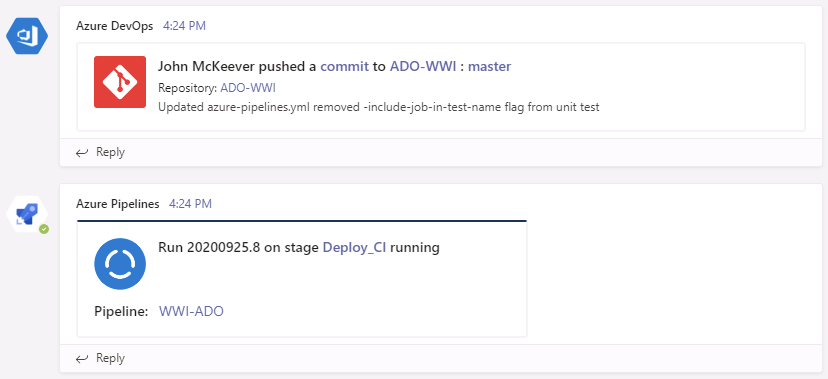 Azure DevOps 4:24 PM
John McKeever pushed a commit to ADO-WWI : master
Repository: ADO-WWI
Updated azure-pipelines.yml removed -include-job-in-test-name flag from unit test
Reply
Azure Pipelines 4:24 PM
Run 20200925.8 on stage Deploy_CI running
Pipeline: WWI-ADO
Reply